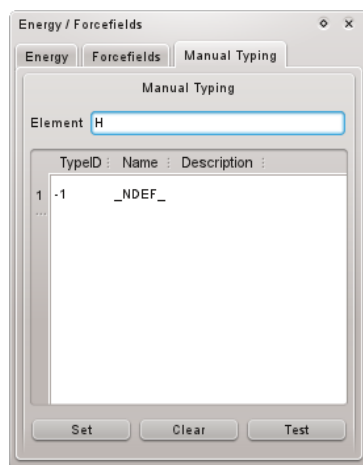 Energy / Forcefields
Energy Forcefields Manual Typing
Manual Typing
Element H
TypeID Name Description
1 -1 _NDEF_
...
Set Clear Test